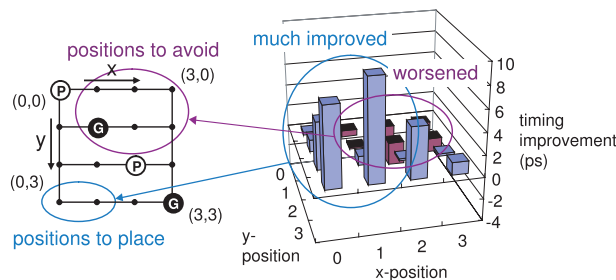 positions to avoid
x
(3,0)
P
(0,0)
G
y
P
(0,3)
G
(3,3)
positions to place
much improved
worsened
10
8
6
4
2
0
-2
-4
timing
improvement
(ps)
0
1
2
3
y-
position
0
1
2
3
x-position